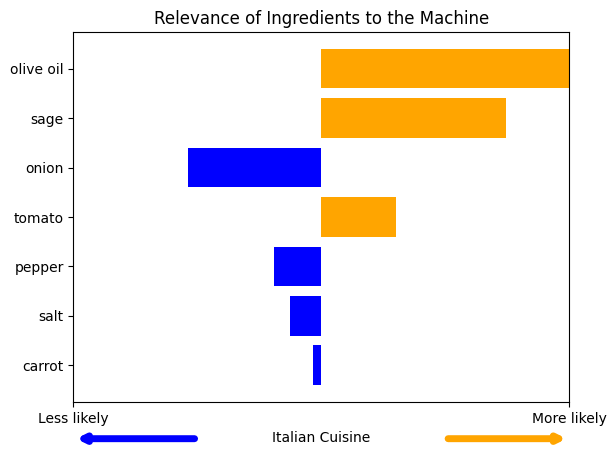 Relevance of Ingredients to the Machine
olive oil
sage
onion
tomato
pepper
salt
carrot
Less likely
More likely
Italian Cuisine